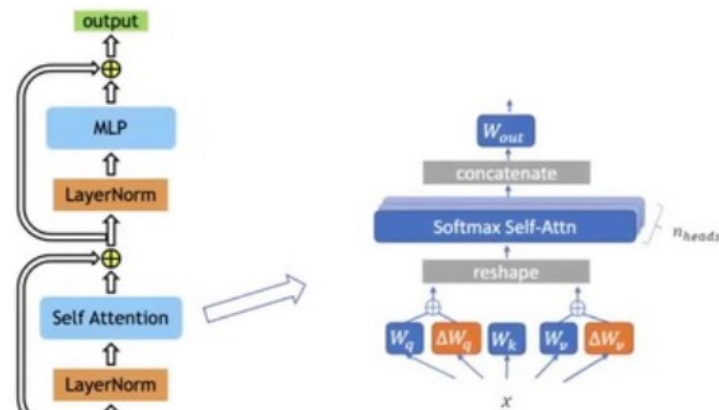 output
MLP
LayerNorm
Self Attention
LayerNorm
W_out
concatenate
Softmax Self-Attn
n_heads
reshape
W_q ΔW_q W_k W_v ΔW_v
x